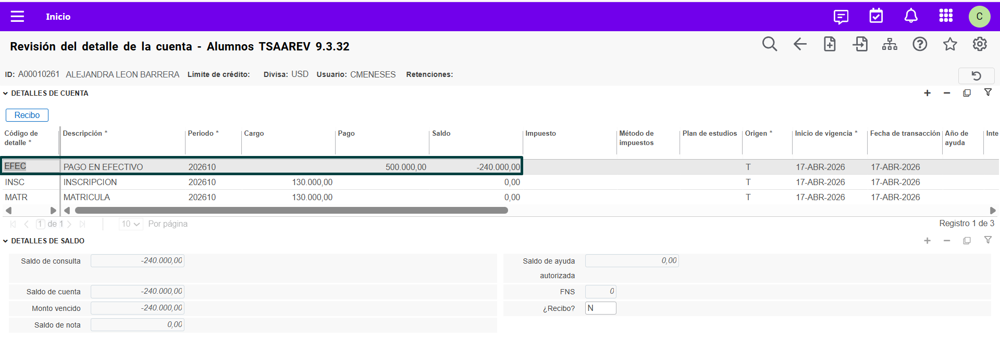 Inicio
C
Revisión del detalle de la cuenta - Alumnos TSAAREV 9.3.32
ID: A00010261 ALEJANDRA LEON BARRERA Límite de crédito: Divisa: USD Usuario: CMENESES Retenciones:
DETALLES DE CUENTA
Recibo
Código de detalle * Descripción * Periodo * Cargo Pago Saldo Impuesto Método de impuestos Plan de estudios Origen * Inicio de vigencia * Fecha de transacción Año de ayuda Inte
EFEC PAGO EN EFECTIVO 202610 500.000,00 -240.000,00 T 17-ABR-2026 17-ABR-2026
INSC INSCRIPCION 202610 130.000,00 0,00 T 17-ABR-2026 17-ABR-2026
MATR MATRICULA 202610 130.000,00 0,00 T 17-ABR-2026 17-ABR-2026
1 de 1 10 Por página Registro 1 de 3
DETALLES DE SALDO
Saldo de consulta -240.000,00 Saldo de ayuda autorizada 0,00
Saldo de cuenta -240.000,00 FNS 0
Monto vencido -240.000,00 ¿Recibo? N
Saldo de nota 0,00